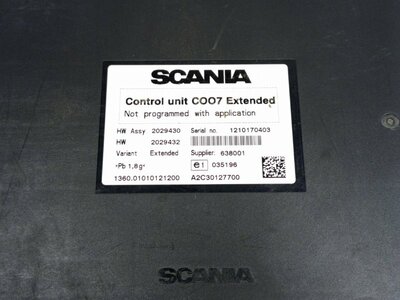 SCANIA
Control unit COO7 Extended
Not programmed with application
HW Assy 2029430 Serial no. 1210170403
HW 2029432
Variant Extended Supplier: 638001
-Pb 1,8g- e1 035196
1360.01010121200 A2C30127700
SCANIA